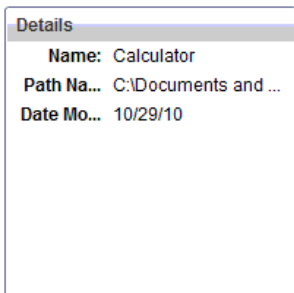 Details
Name: Calculator
Path Na... C:\Documents and ...
Date Mo... 10/29/10